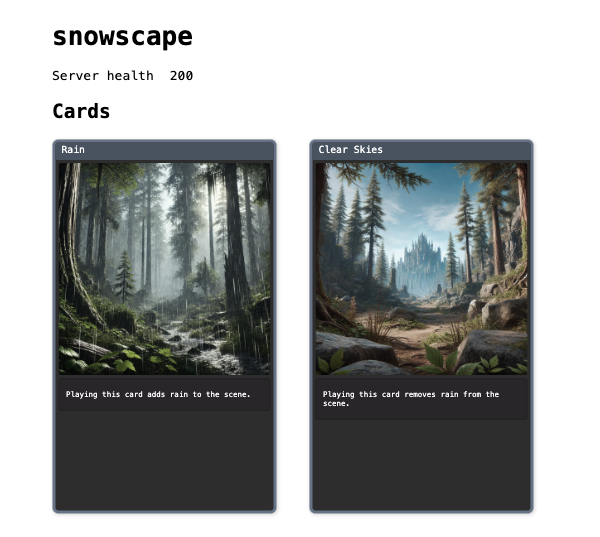 snowscape
Server health 200
Cards
Rain
Clear Skies
Playing this card adds rain to the scene.
Playing this card removes rain from the
scene.